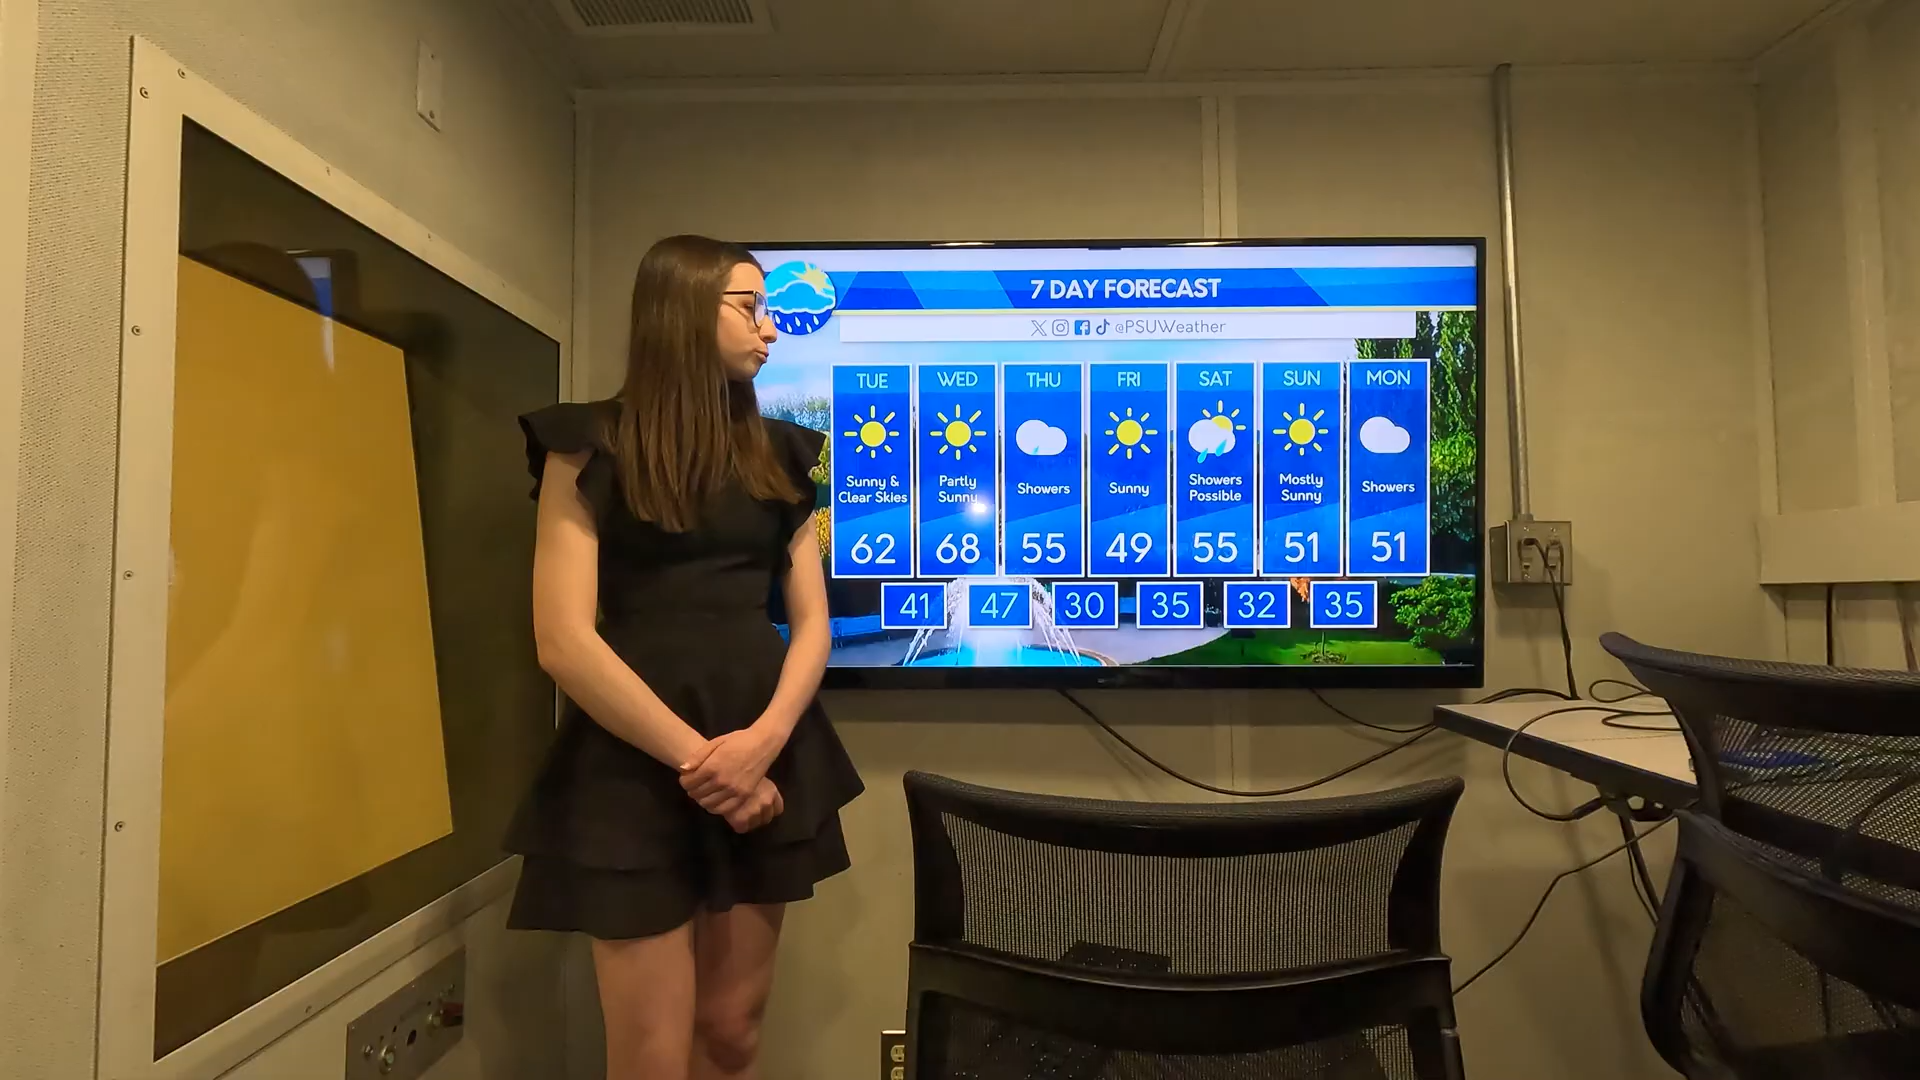 7 DAY FORECAST
@PSUWeather
TUE WED THU FRI SAT SUN MON
Sunny &
Clear Skies
Partly
Sunny
Showers
Sunny
Showers
Possible
Mostly
Sunny
Showers
62 68 55 49 55 51 51
41 47 30 35 32 35